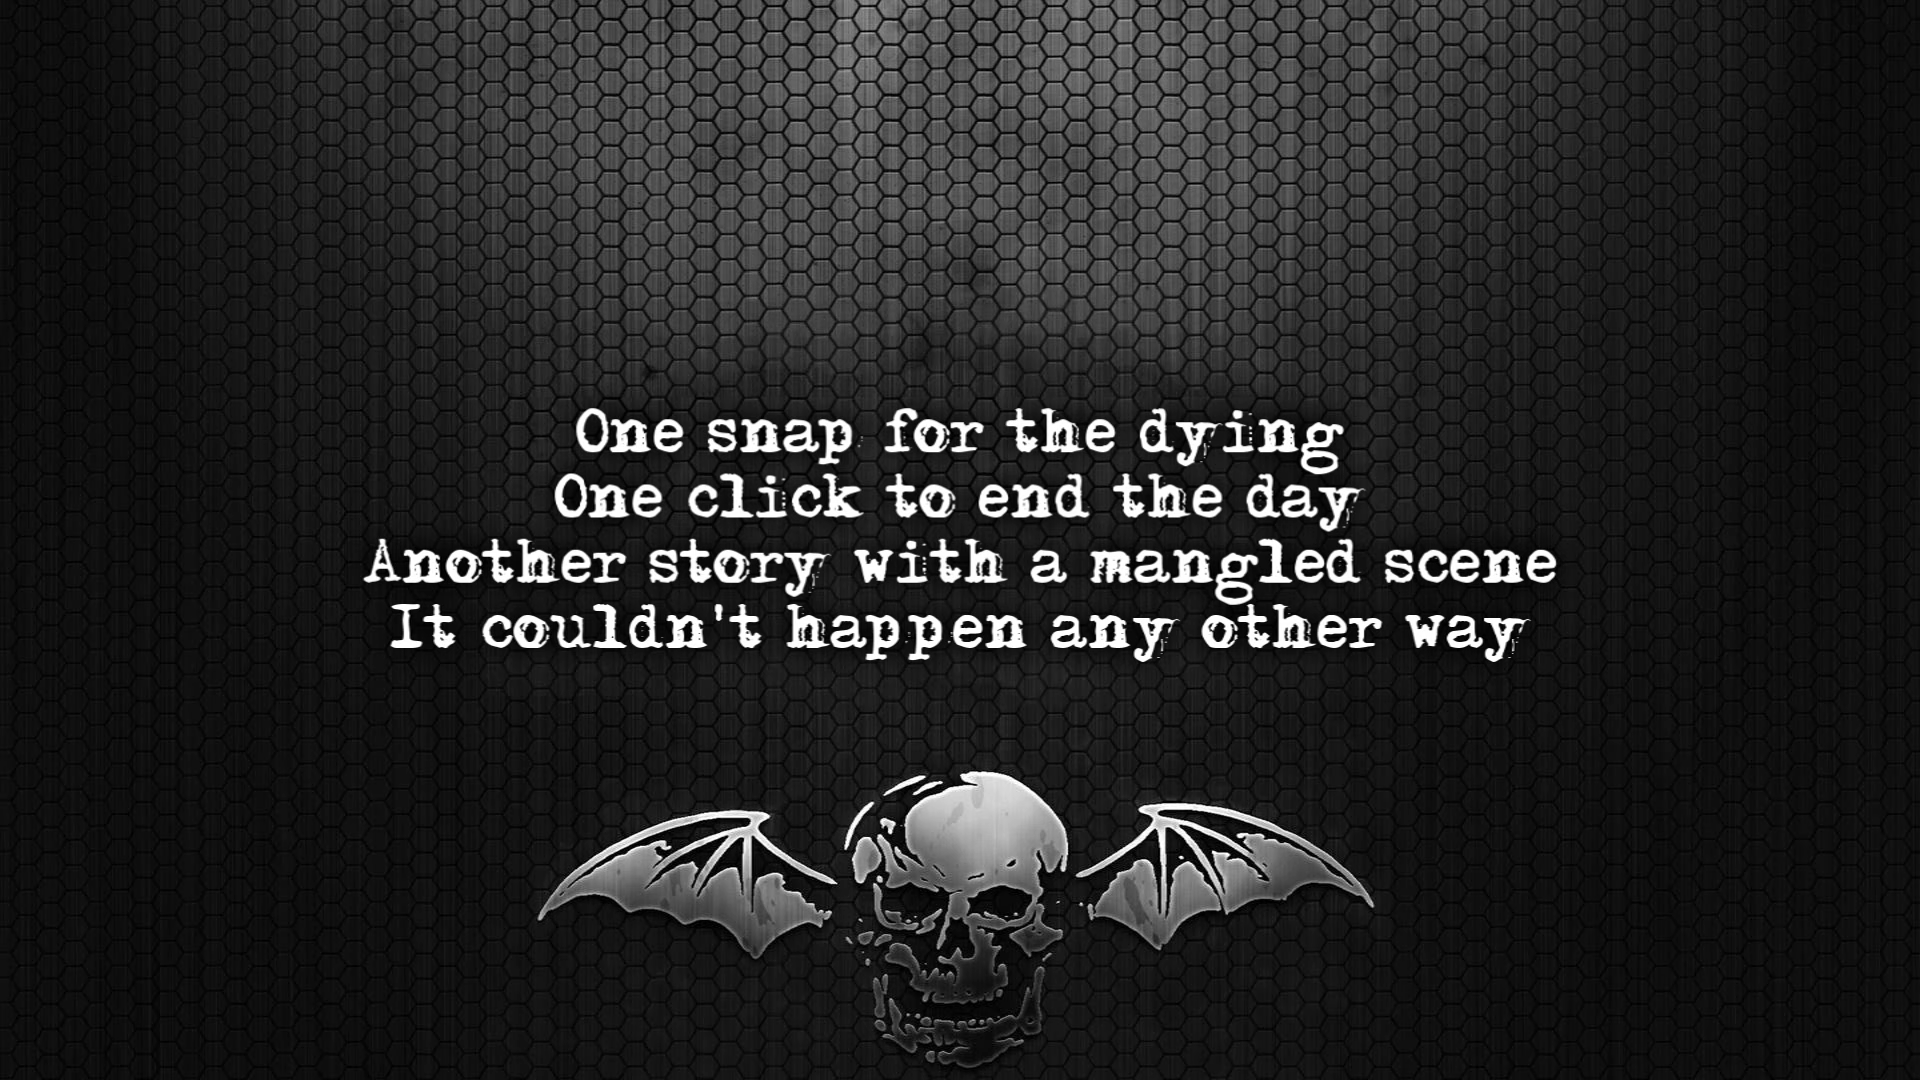 One snap for the dying
One click to end the day
Another story with a mangled scene
It couldn't happen any other way